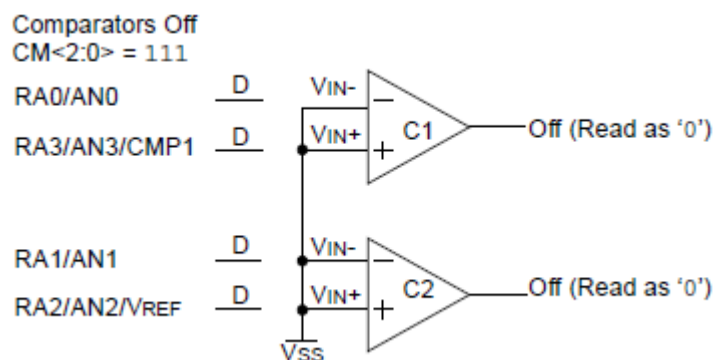 Comparators Off
CM<2:0> = 111
RA0/AN0 D VIN- − C1 Off (Read as ‘0’)
RA3/AN3/CMP1 D VIN+ +
RA1/AN1 D VIN- − C2 Off (Read as ‘0’)
RA2/AN2/VREF D VIN+ +
VSS